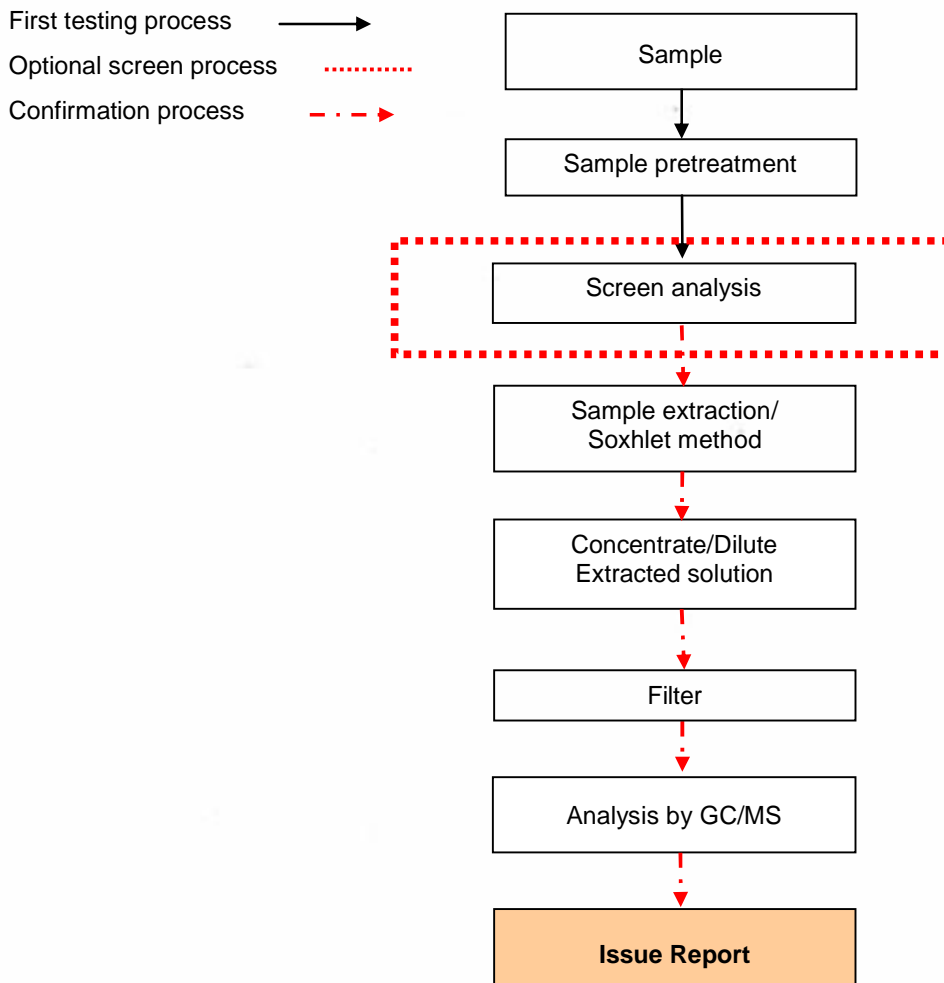 First testing process
Optional screen process
Confirmation process
Sample
Sample pretreatment
Screen analysis
Sample extraction/
Soxhlet method
Concentrate/Dilute
Extracted solution
Filter
Analysis by GC/MS
Issue Report